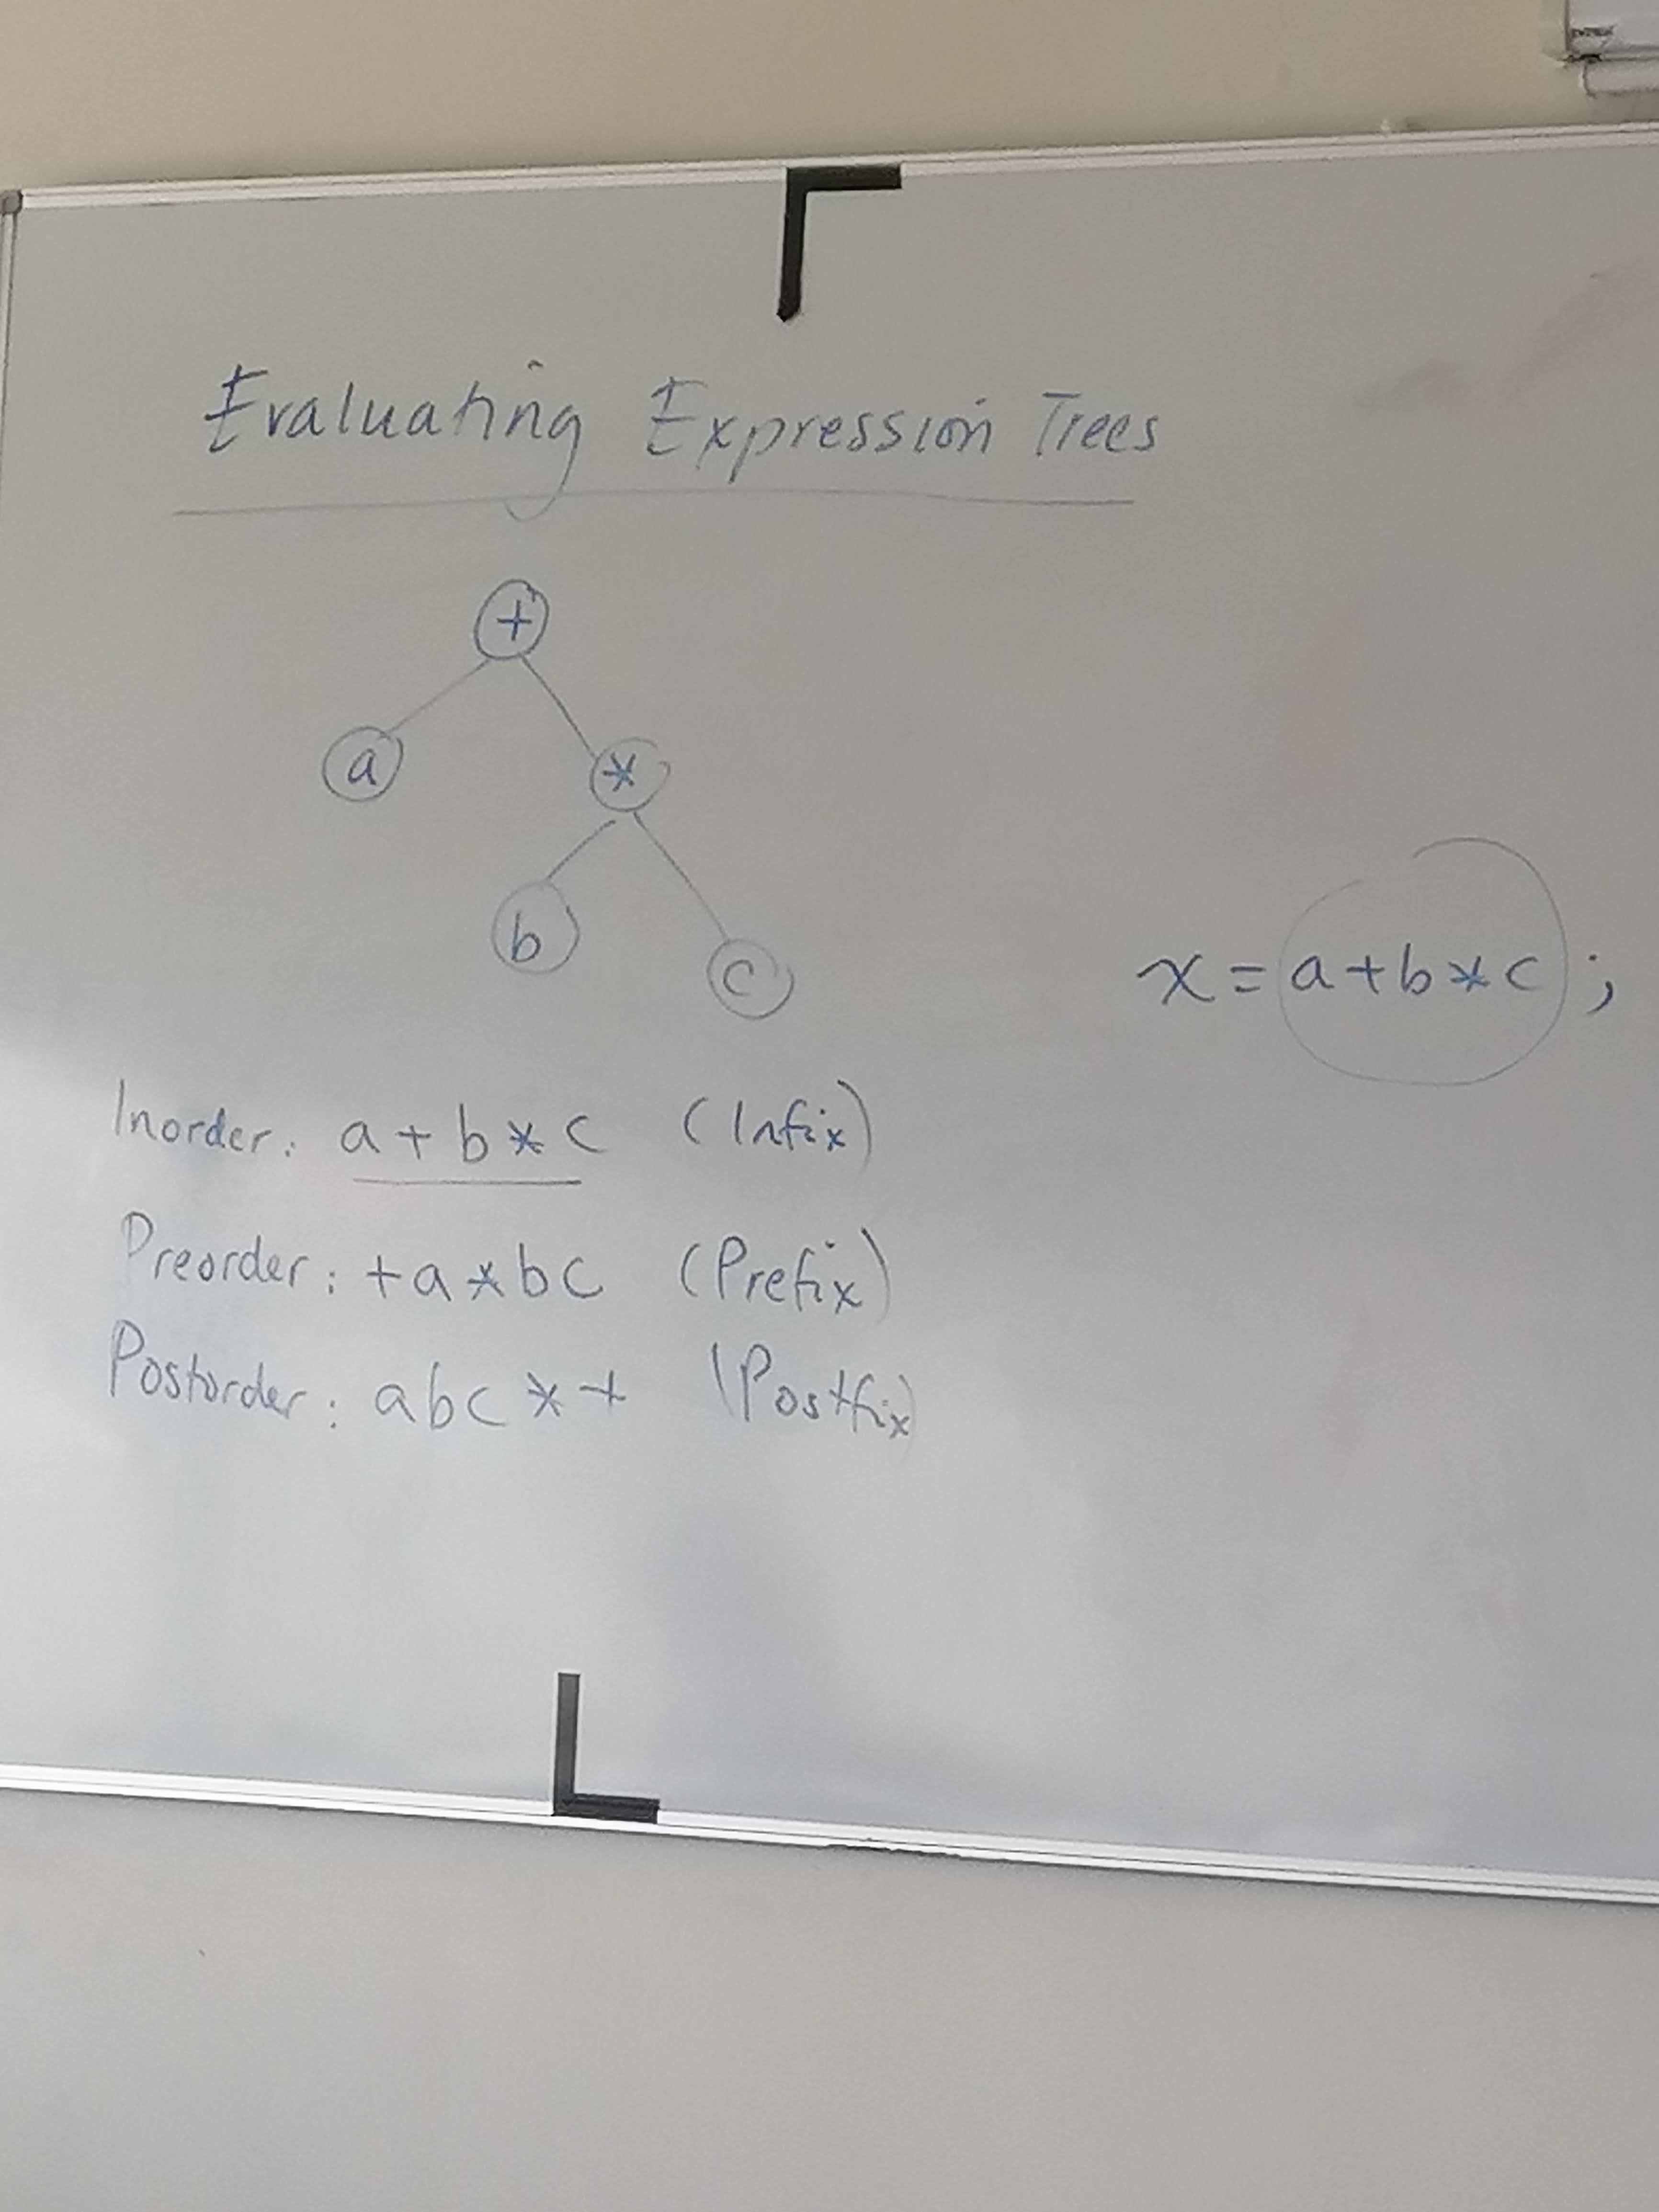 Evaluating Expression Trees
+
a *
b c
x = a + b * c ;
Inorder: a + b * c (Infix)
Preorder: + a * b c (Prefix)
Postorder: a b c * + (Postfix)